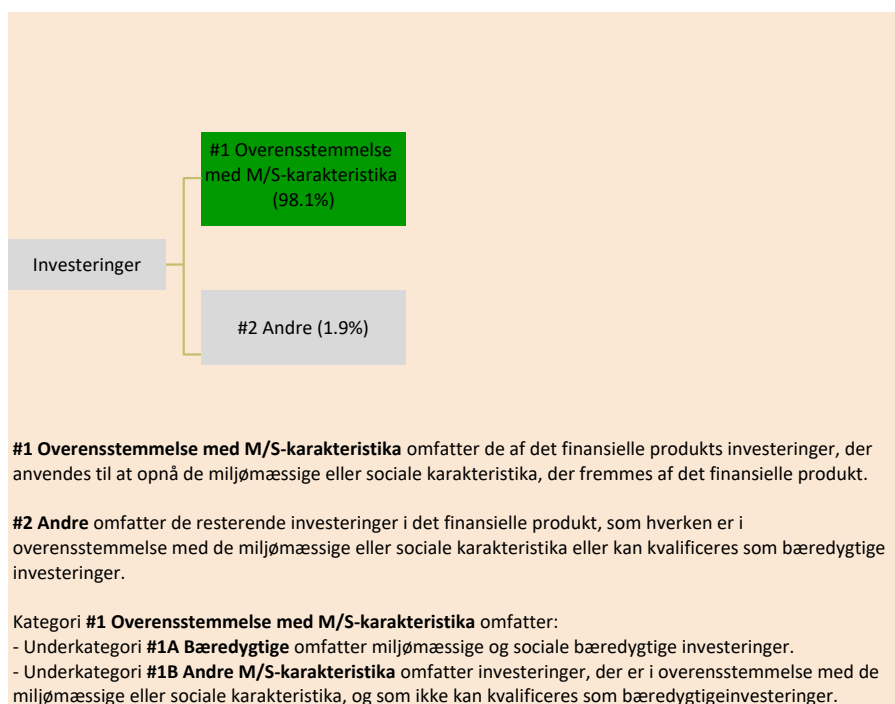 #1 Overensstemmelse
med M/S-karakteristika
(98.1%)
Investeringer
#2 Andre (1.9%)
#1 Overensstemmelse med M/S-karakteristika omfatter de af det finansielle produkts investeringer, der
anvendes til at opnå de miljømæssige eller sociale karakteristika, der fremmes af det finansielle produkt.
#2 Andre omfatter de resterende investeringer i det finansielle produkt, som hverken er i
overensstemmelse med de miljømæssige eller sociale karakteristika eller kan kvalificeres som bæredygtige
investeringer.
Kategori #1 Overensstemmelse med M/S-karakteristika omfatter:
- Underkategori #1A Bæredygtige omfatter miljømæssige og sociale bæredygtige investeringer.
- Underkategori #1B Andre M/S-karakteristika omfatter investeringer, der er i overensstemmelse med de
miljømæssige eller sociale karakteristika, og som ikke kan kvalificeres som bæredygtigeinvesteringer.